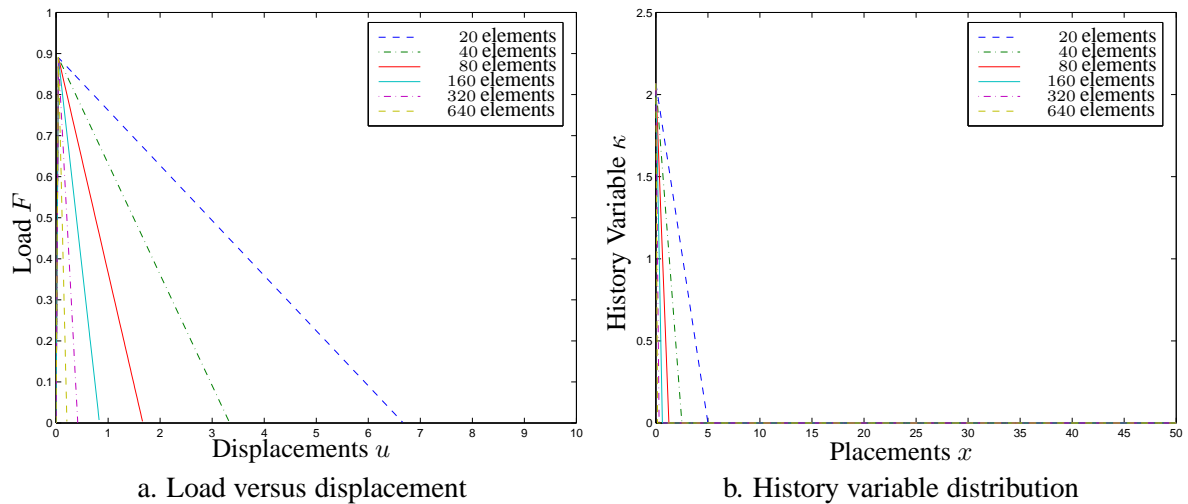 1
0.9
0.8
0.7
0.6
0.5
0.4
0.3
0.2
0.1
0
Load F
0 1 2 3 4 5 6 7 8 9 10
Displacements u
20 elements
40 elements
80 elements
160 elements
320 elements
640 elements
a. Load versus displacement
2.5
2
1.5
1
0.5
0
History Variable κ
0 5 10 15 20 25 30 35 40 45 50
Placements x
20 elements
40 elements
80 elements
160 elements
320 elements
640 elements
b. History variable distribution